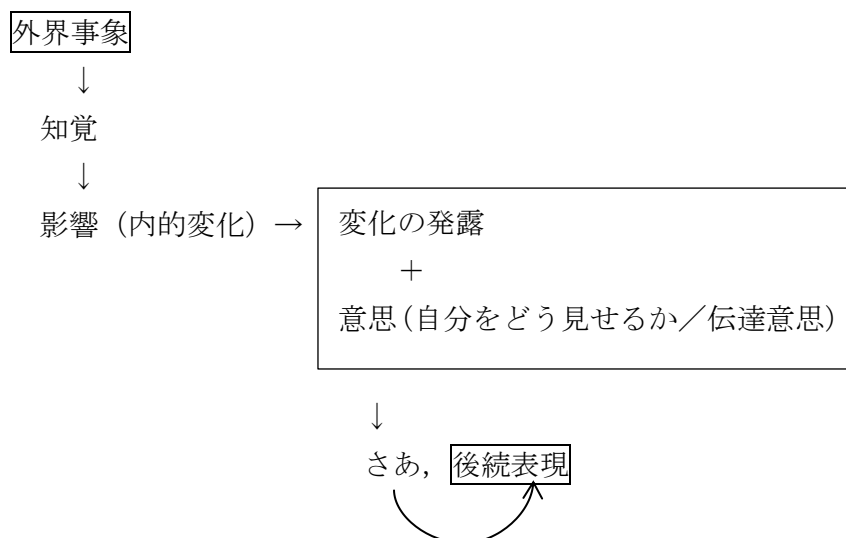 外界事象
↓
知覚
↓
影響（内的変化）→
変化の発露
＋
意思（自分をどう見せるか／伝達意思）
↓
さあ，後続表現